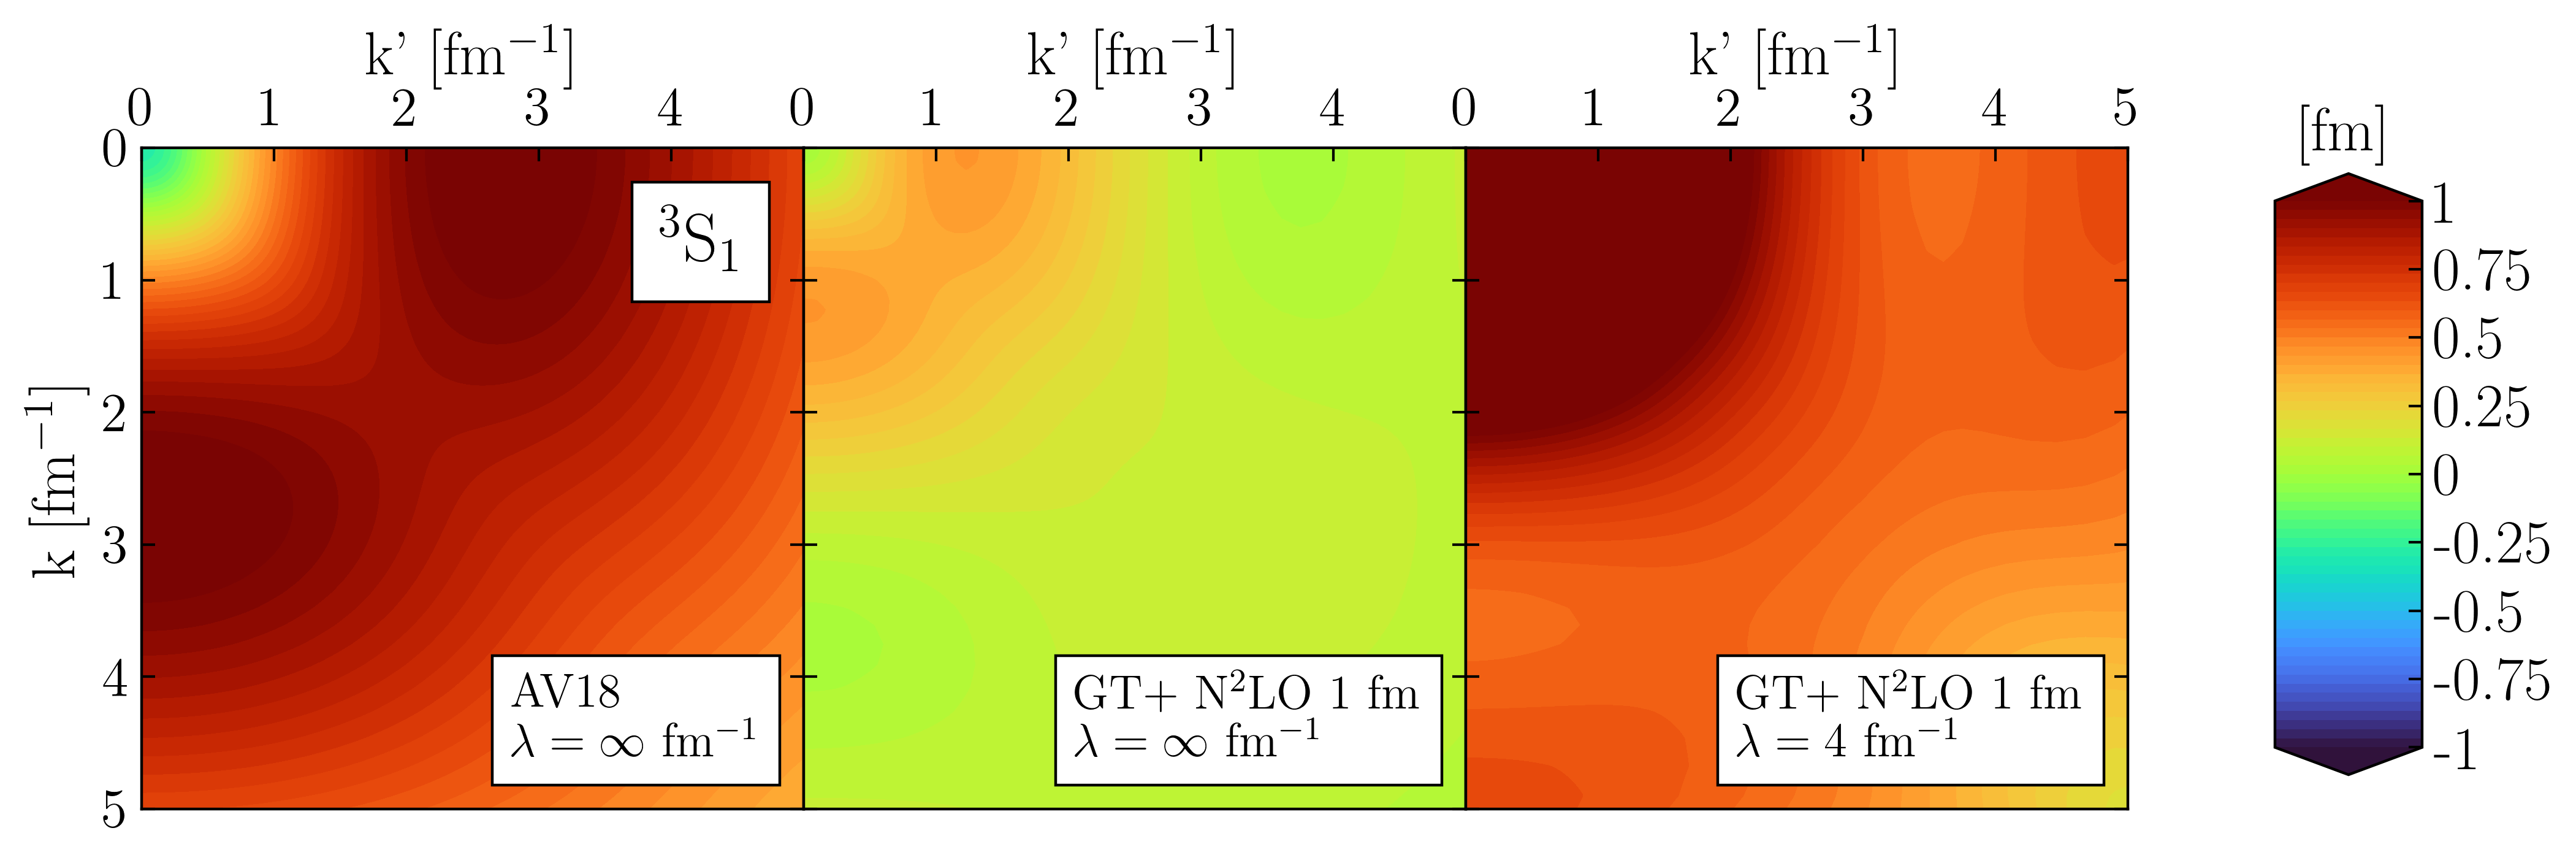 k’ [fm⁻¹] k’ [fm⁻¹] k’ [fm⁻¹]
0 1 2 3 4 0 1 2 3 4 0 1 2 3 4 5
[fm]
0
1
2
3
4
5
k [fm⁻¹]
³S₁
AV18
λ = ∞ fm⁻¹
GT+ N²LO 1 fm
λ = ∞ fm⁻¹
GT+ N²LO 1 fm
λ = 4 fm⁻¹
1
0.75
0.5
0.25
0
-0.25
-0.5
-0.75
-1